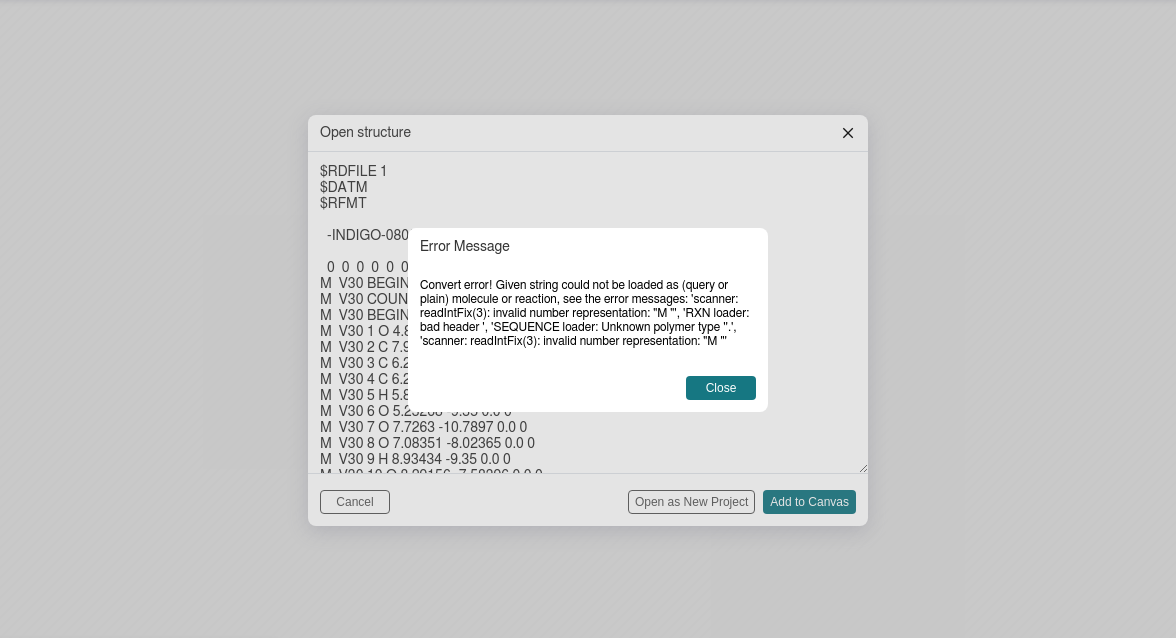 Open structure
$RDFILE 1
$DATM
$RFMT
-INDIGO-080
0 0 0 0 0 0
M V30 BEGIN
M V30 COUN
M V30 BEGIN
M V30 1 O 4.8
M V30 2 C 7.9
M V30 3 C 6.2
M V30 4 C 6.2
M V30 5 H 5.8
M V30 6 O 5.23268 -9.35 0.0 0
M V30 7 O 7.7263 -10.7897 0.0 0
M V30 8 O 7.08351 -8.02365 0.0 0
M V30 9 H 8.93434 -9.35 0.0 0
Error Message
Convert error! Given string could not be loaded as (query or
plain) molecule or reaction, see the error messages: 'scanner:
readIntFix(3): invalid number representation: "M "', 'RXN loader:
bad header ', 'SEQUENCE loader: Unknown polymer type ''.',
'scanner: readIntFix(3): invalid number representation: "M "'
Close
Cancel
Open as New Project
Add to Canvas